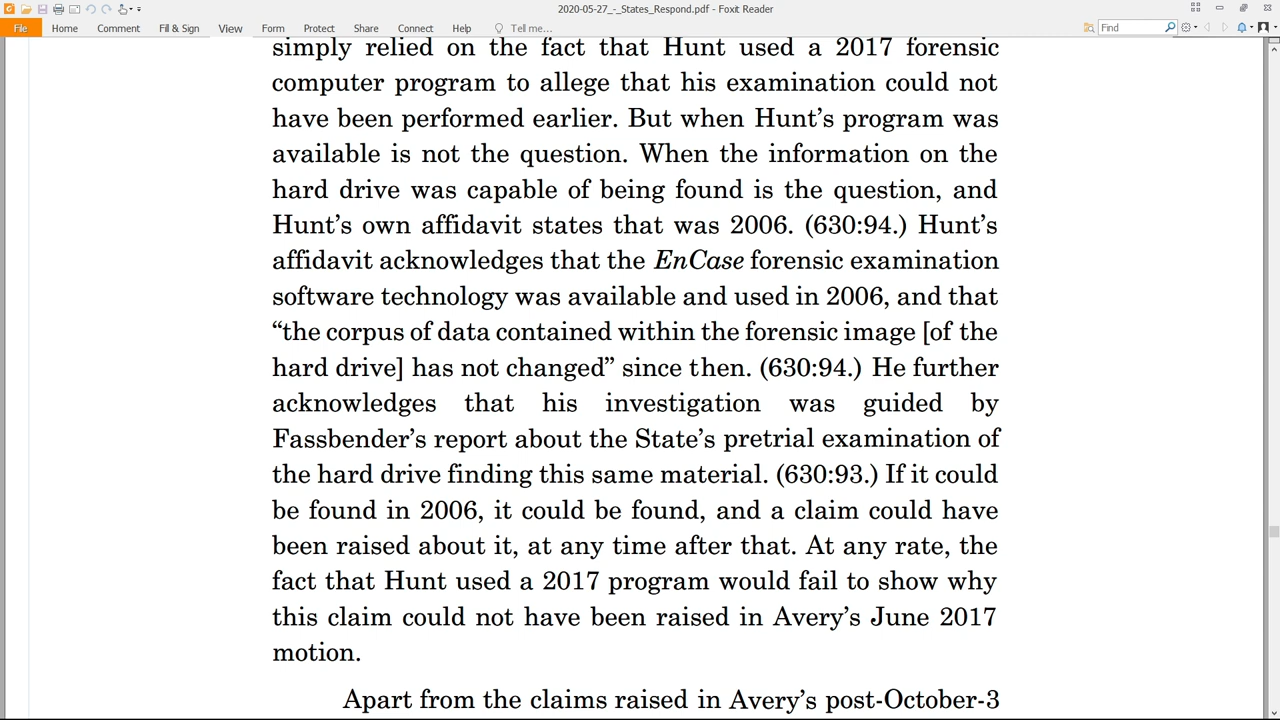 2020-05-27_-_States_Respond.pdf - Foxit Reader
File Home Comment Fill & Sign View Form Protect Share Connect Help Tell me... Find
simply relied on the fact that Hunt used a 2017 forensic
computer program to allege that his examination could not
have been performed earlier. But when Hunt’s program was
available is not the question. When the information on the
hard drive was capable of being found is the question, and
Hunt’s own affidavit states that was 2006. (630:94.) Hunt’s
affidavit acknowledges that the EnCase forensic examination
software technology was available and used in 2006, and that
“the corpus of data contained within the forensic image [of the
hard drive] has not changed” since then. (630:94.) He further
acknowledges that his investigation was guided by
Fassbender’s report about the State’s pretrial examination of
the hard drive finding this same material. (630:93.) If it could
be found in 2006, it could be found, and a claim could have
been raised about it, at any time after that. At any rate, the
fact that Hunt used a 2017 program would fail to show why
this claim could not have been raised in Avery’s June 2017
motion.
Apart from the claims raised in Avery’s post-October-3